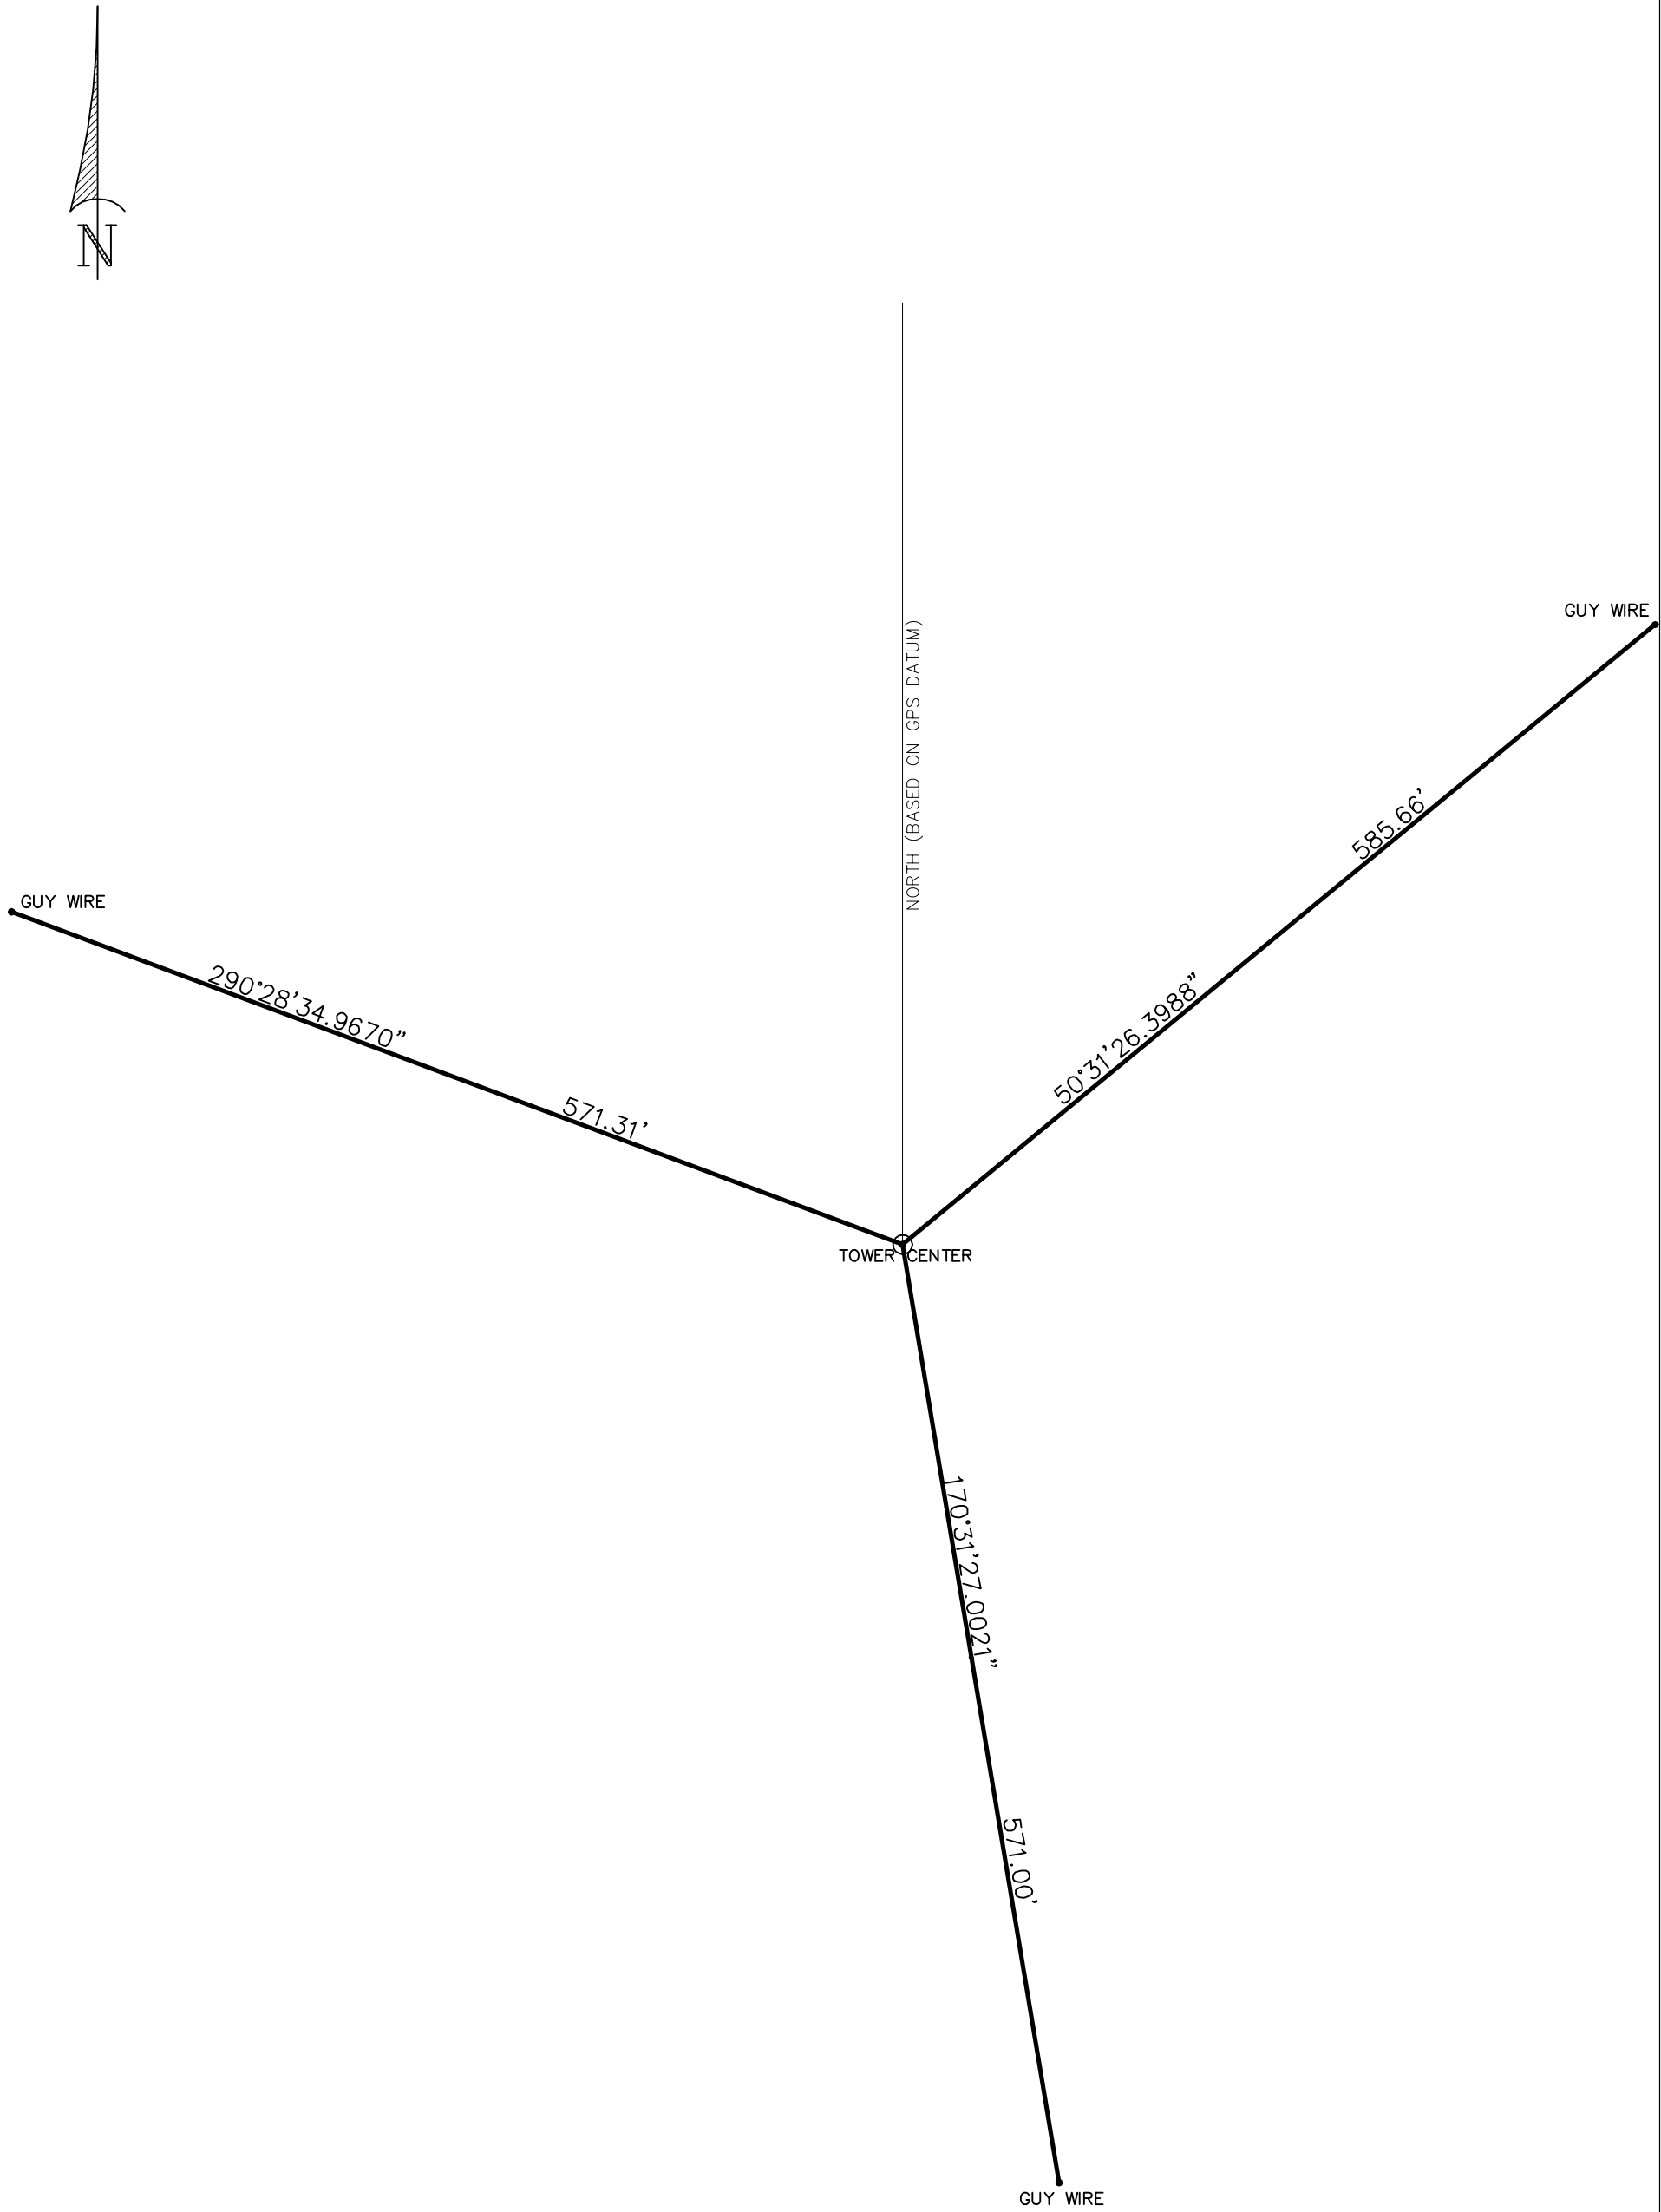 N
GUY WIRE
NORTH (BASED ON GPS DATUM)
585.66'
GUY WIRE
290°28'34.9670"
50°31'26.3988"
571.31'
TOWER CENTER
170°31'27.0021"
571.00'
GUY WIRE